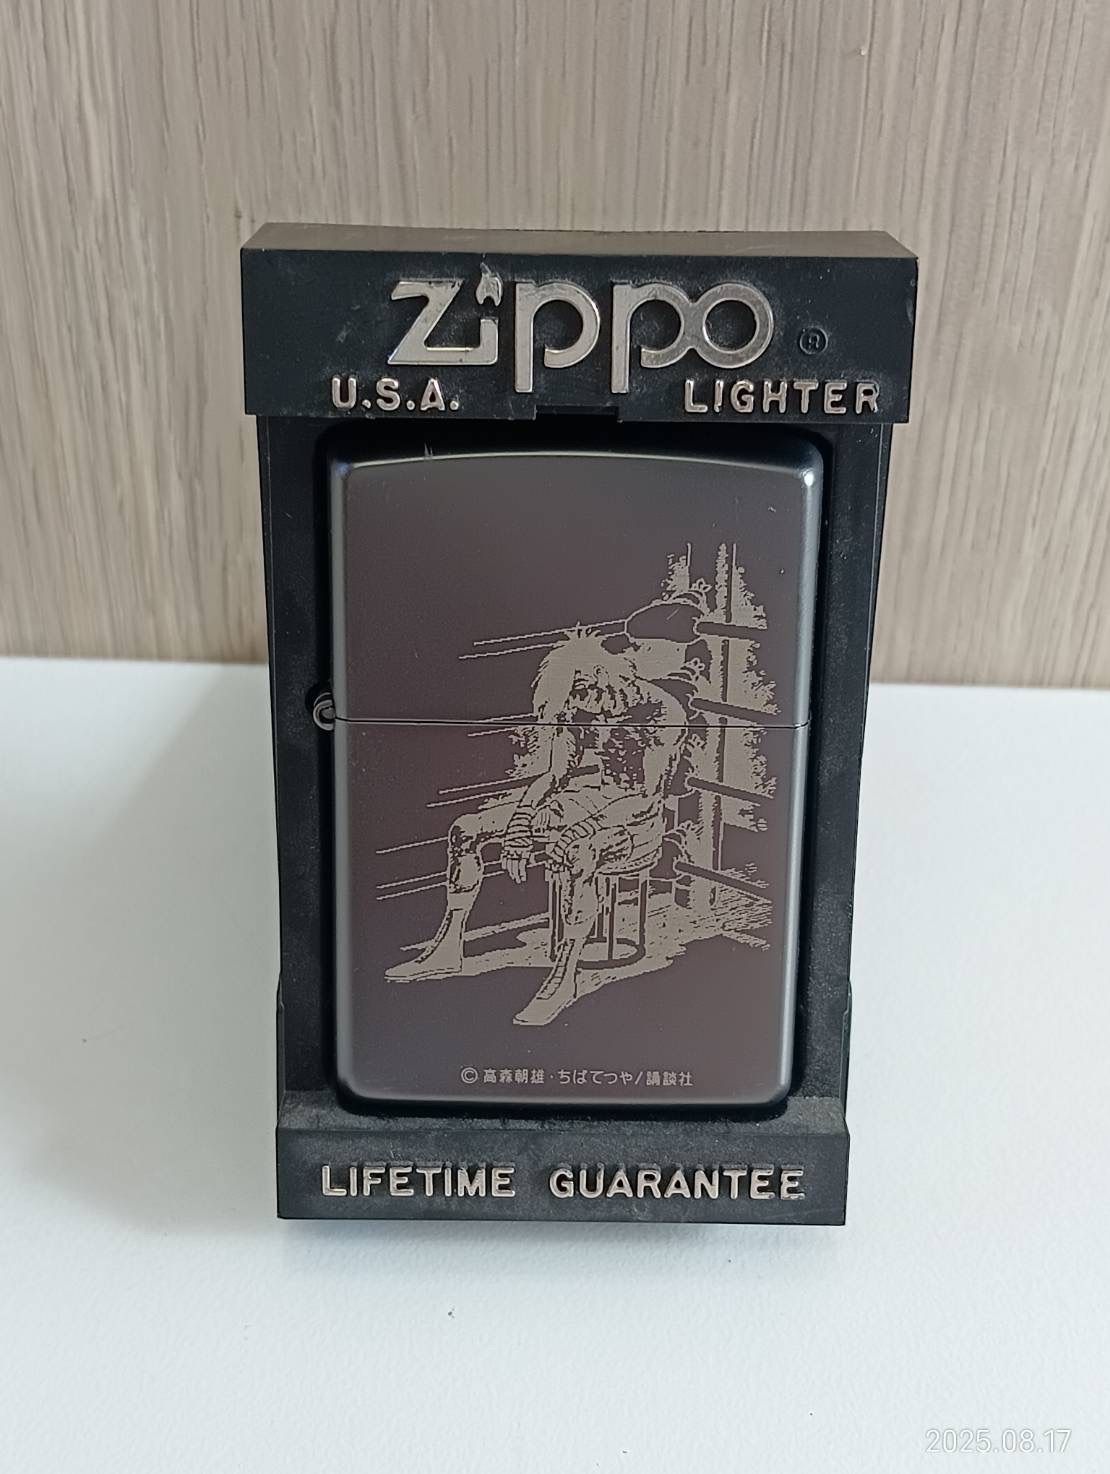 Zippo®
U.S.A. LIGHTER
© 高森朝雄・ちばてつや/講談社
LIFETIME GUARANTEE
2025.08.17